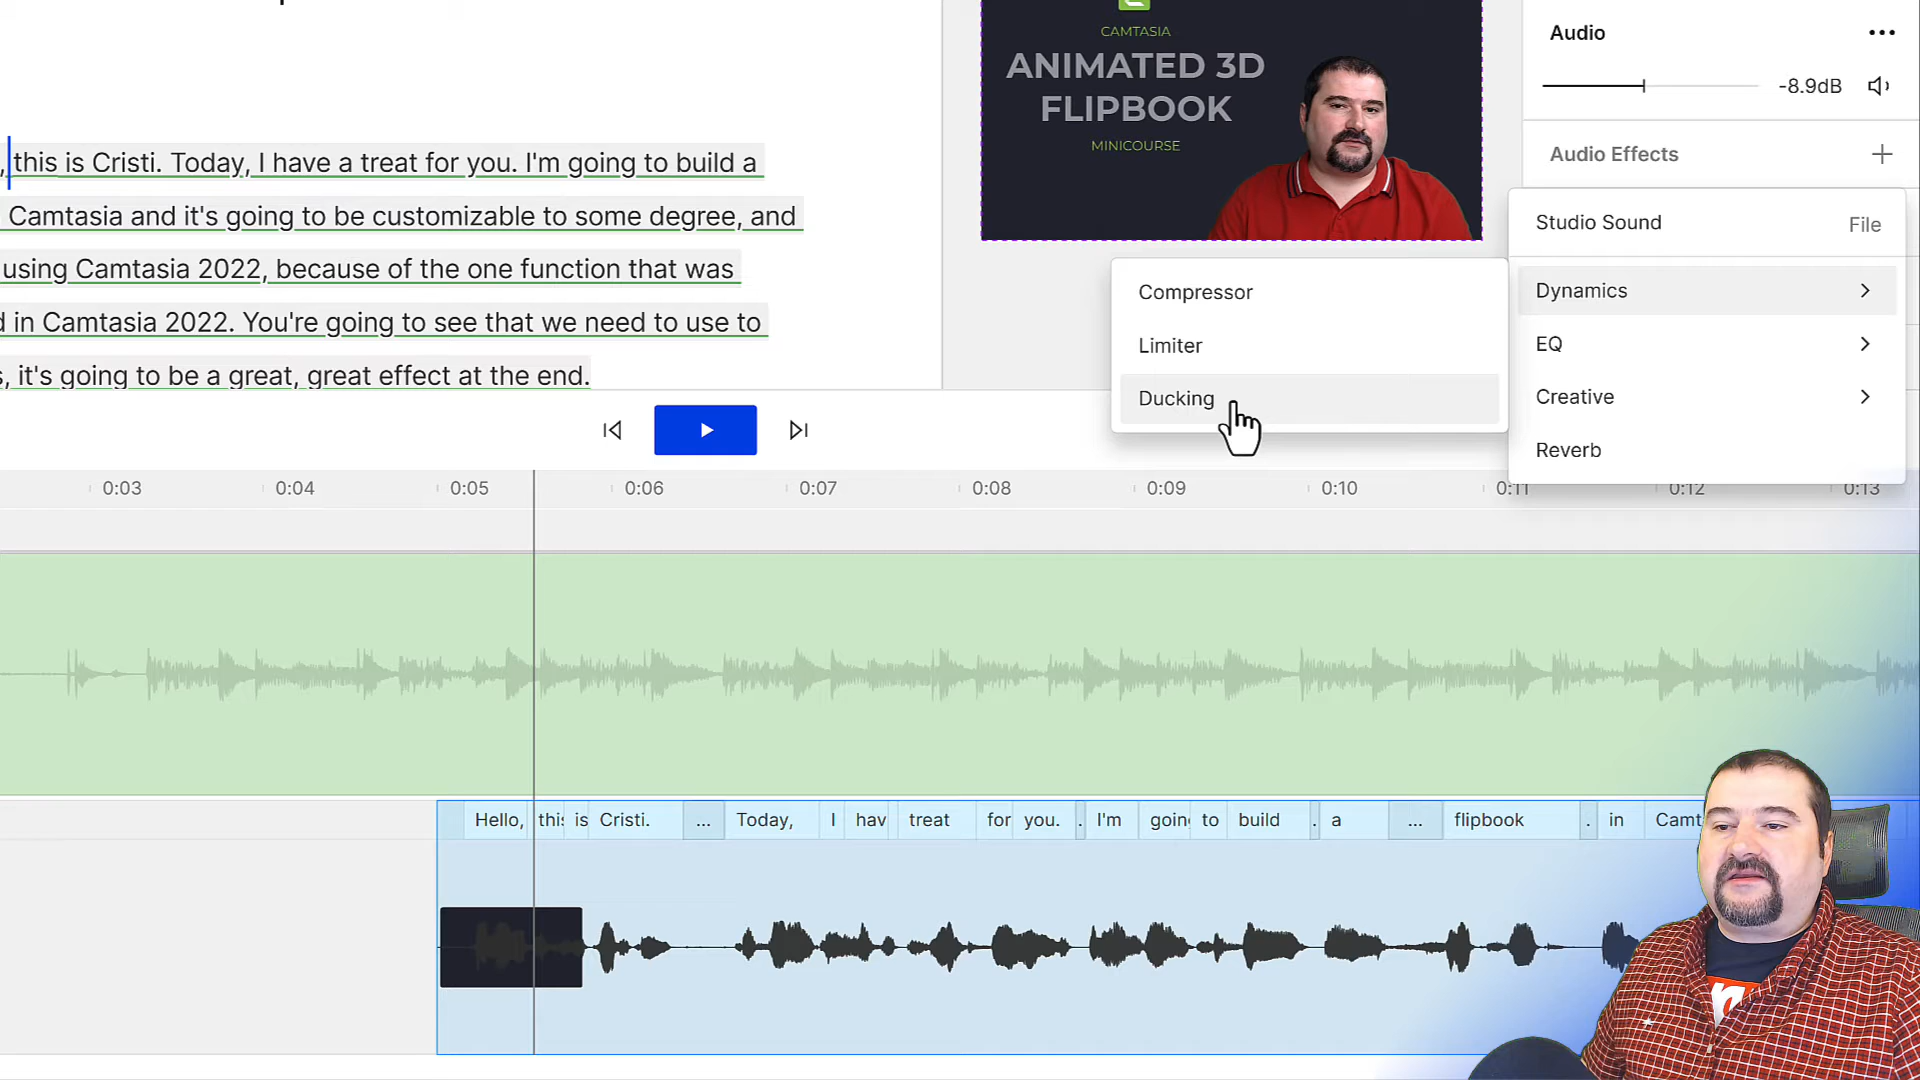 CAMTASIA
ANIMATED 3D
FLIPBOOK
MINICOURSE
Audio
-8.9dB
Audio Effects
Studio Sound File
Dynamics
EQ
Creative
Reverb
Compressor
Limiter
Ducking
, this is Cristi. Today, I have a treat for you. I'm going to build a
Camtasia and it's going to be customizable to some degree, and
using Camtasia 2022, because of the one function that was
d in Camtasia 2022. You're going to see that we need to use to
s, it's going to be a great, great effect at the end.
0:03 0:04 0:05 0:06 0:07 0:08 0:09 0:10 0:11 0:12 0:13
Hello, this is Cristi. ... Today, I hav treat for you. . I'm going to build . a ... flipbook . in Camt